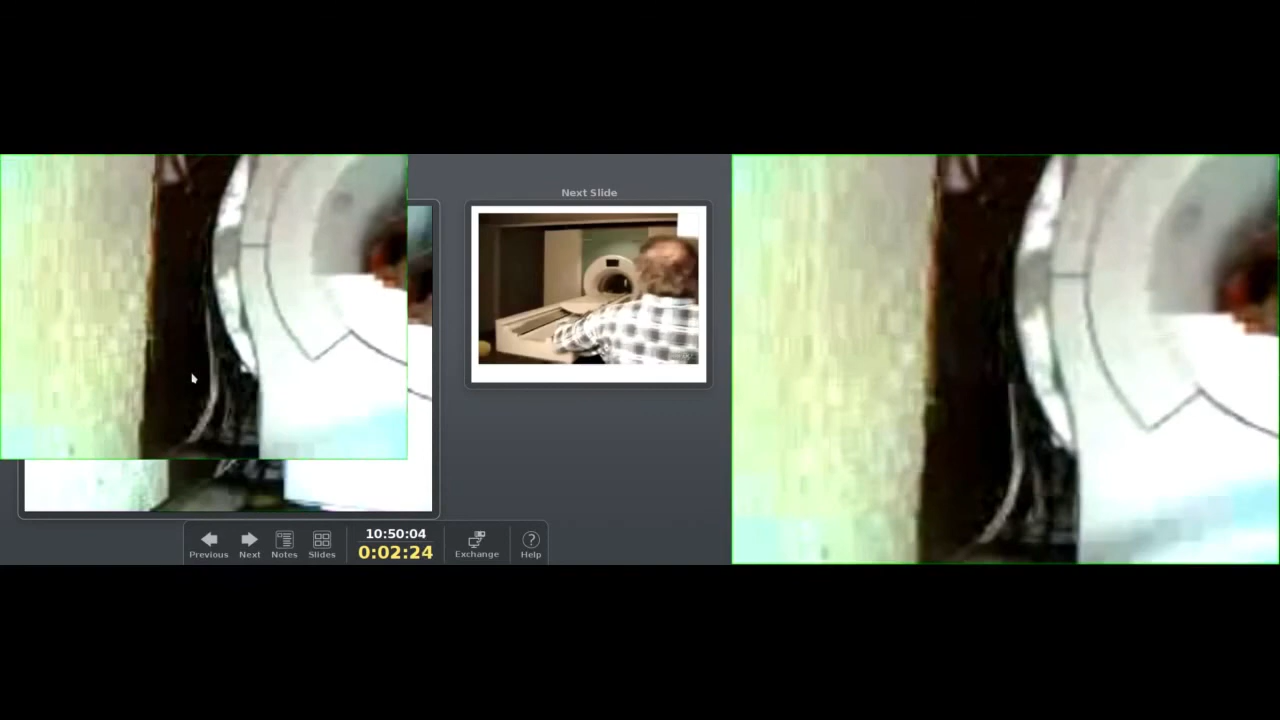 Next Slide
10:50:04
0:02:24
Previous
Next
Notes
Slides
Exchange
Help